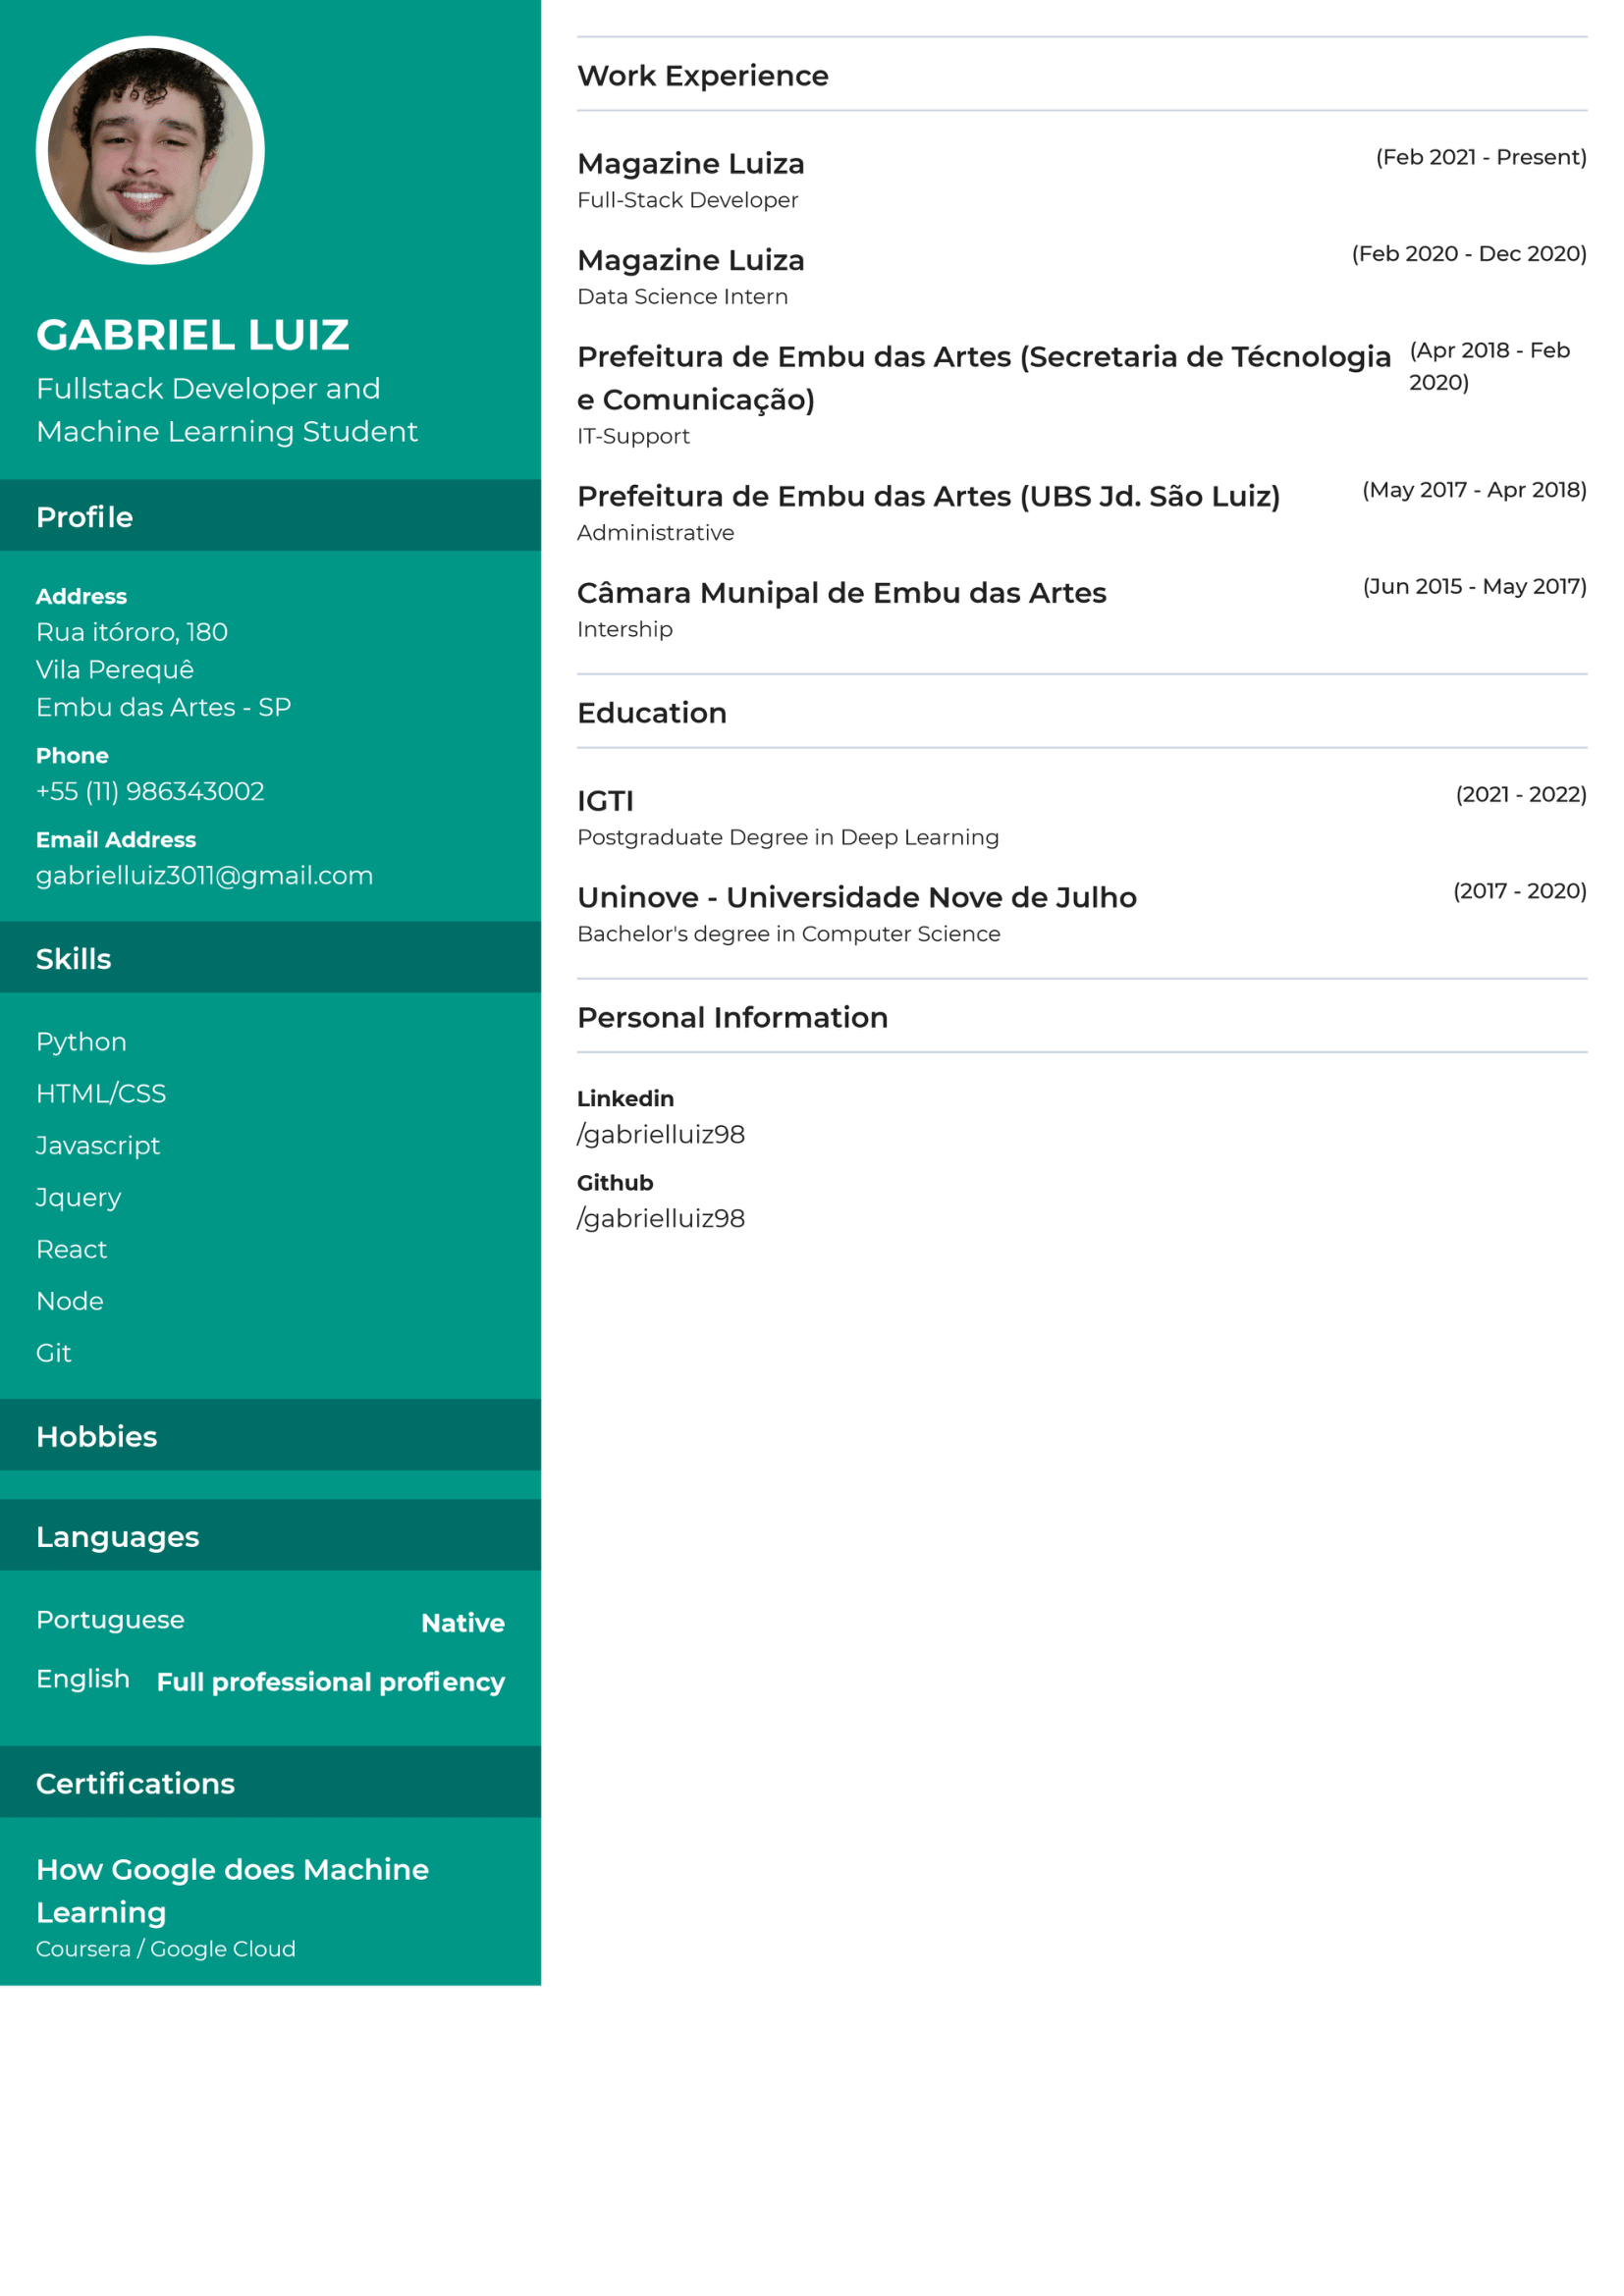 GABRIEL LUIZ
Fullstack Developer and
Machine Learning Student
Profile
Address
Rua itóroro, 180
Vila Perequê
Embu das Artes - SP
Phone
+55 (11) 986343002
Email Address
gabrielluiz3011@gmail.com
Skills
Python
HTML/CSS
Javascript
Jquery
React
Node
Git
Hobbies
Languages
Portuguese Native
English Full professional profiency
Certifications
How Google does Machine
Learning
Coursera / Google Cloud
Work Experience
Magazine Luiza (Feb 2021 - Present)
Full-Stack Developer
Magazine Luiza (Feb 2020 - Dec 2020)
Data Science Intern
Prefeitura de Embu das Artes (Secretaria de Técnologia (Apr 2018 - Feb
e Comunicação) 2020)
IT-Support
Prefeitura de Embu das Artes (UBS Jd. São Luiz) (May 2017 - Apr 2018)
Administrative
Câmara Munipal de Embu das Artes (Jun 2015 - May 2017)
Intership
Education
IGTI (2021 - 2022)
Postgraduate Degree in Deep Learning
Uninove - Universidade Nove de Julho (2017 - 2020)
Bachelor's degree in Computer Science
Personal Information
Linkedin
/gabrielluiz98
Github
/gabrielluiz98